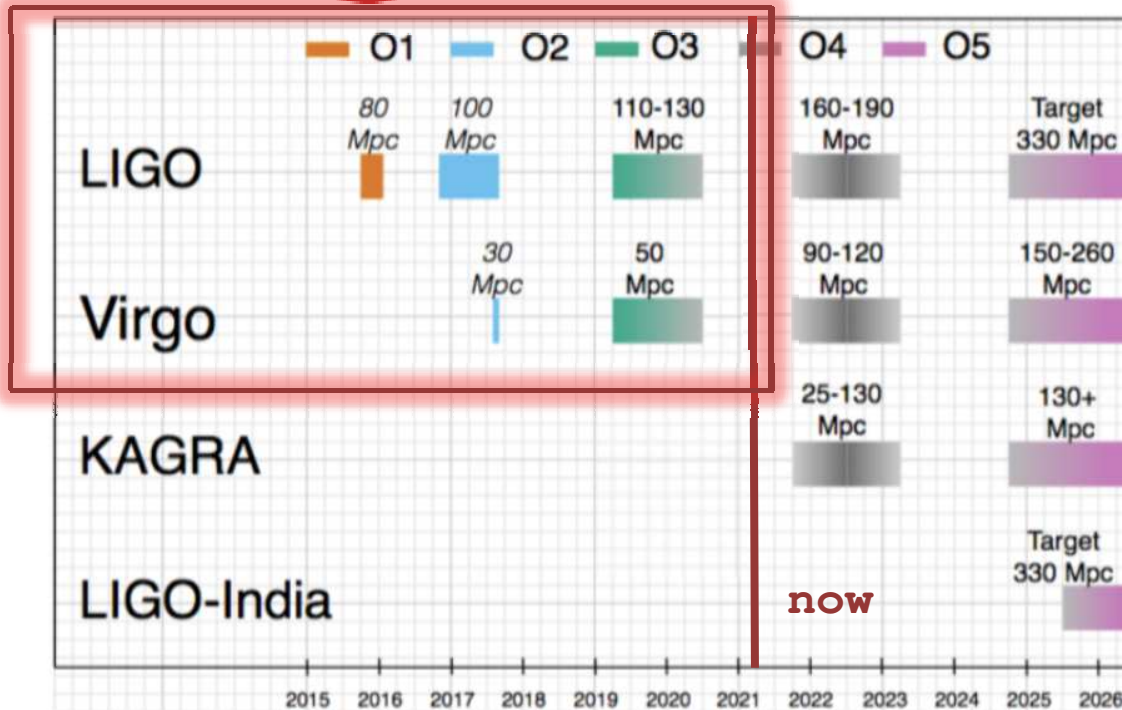 O1 O2 O3 O4 O5
80 100 110-130 160-190 Target
Mpc Mpc Mpc Mpc 330 Mpc
LIGO
30 50 90-120 150-260
Mpc Mpc Mpc Mpc
Virgo
25-130 130+
Mpc Mpc
KAGRA
Target
330 Mpc
LIGO-India
now
2015 2016 2017 2018 2019 2020 2021 2022 2023 2024 2025 2026